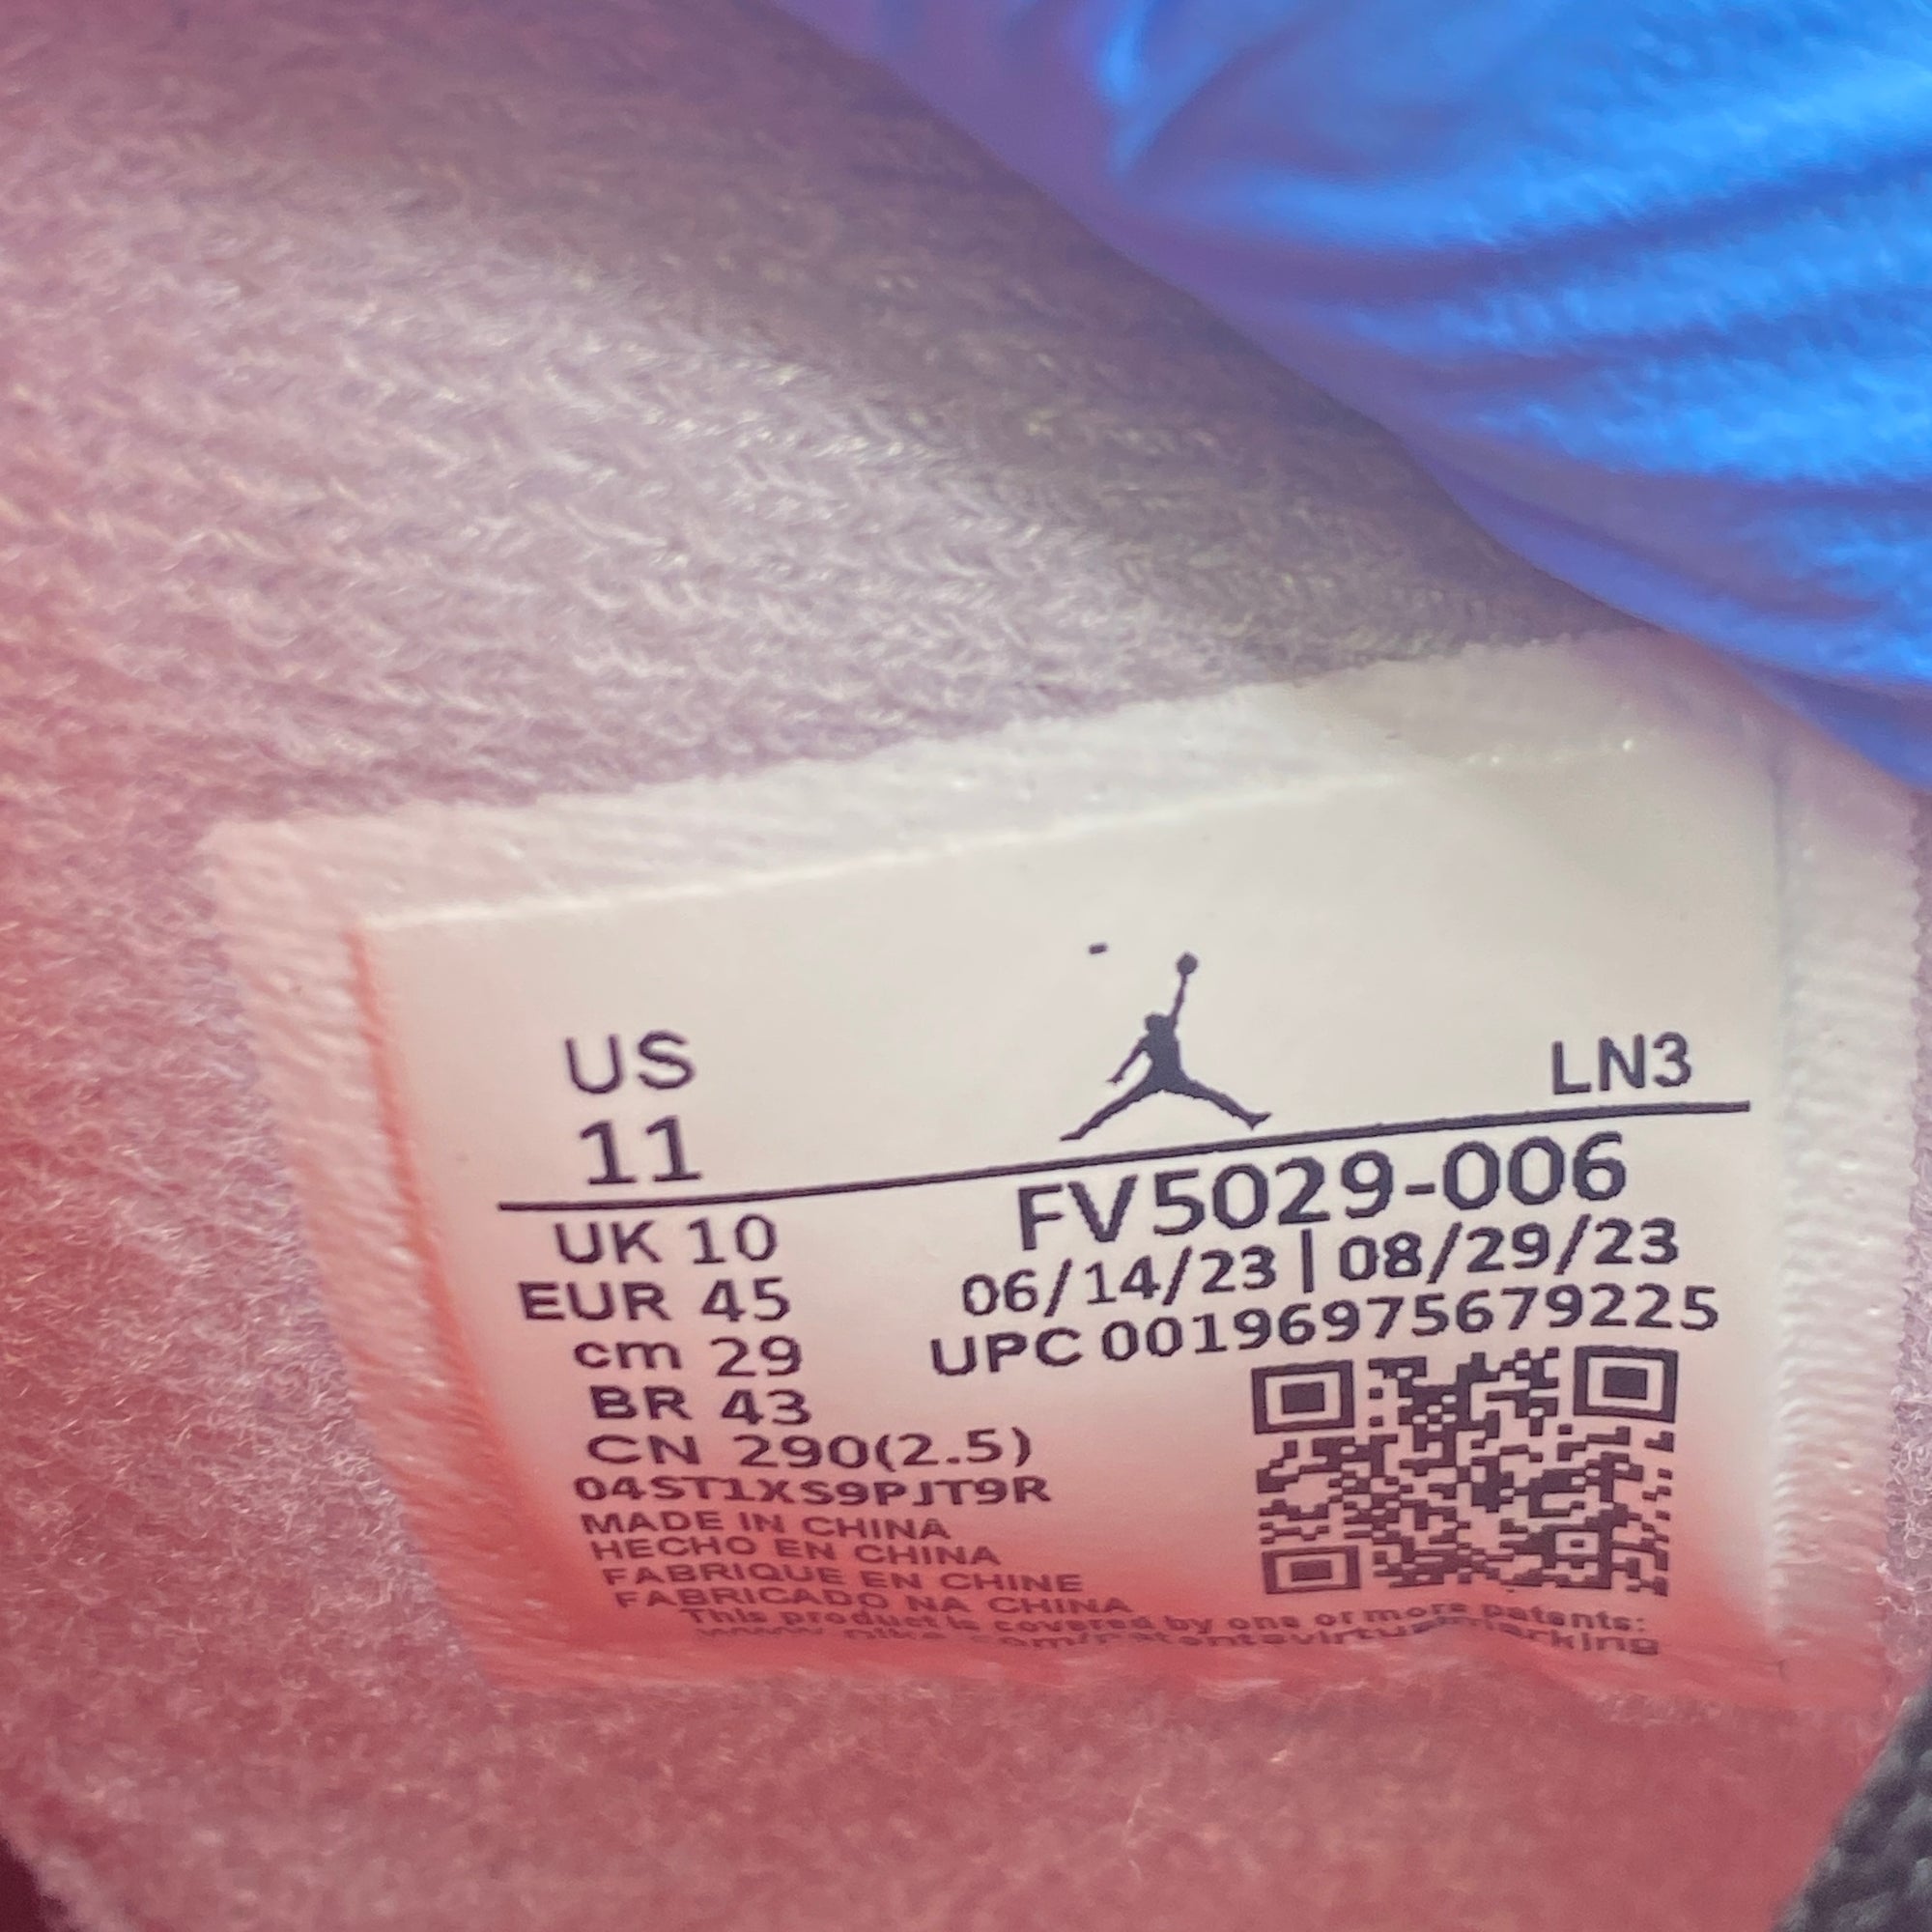 US
11
LN3
UK 10
EUR 45
cm 29
BR 43
CN 290(2.5)
04ST1XS9PJT9R
MADE IN CHINA
HECHO EN CHINA
FABRIQUE EN CHINE
FABRICADO NA CHINA
FV5029-006
06/14/23 | 08/29/23
UPC 00196975679225
This product is covered by one or more patents: